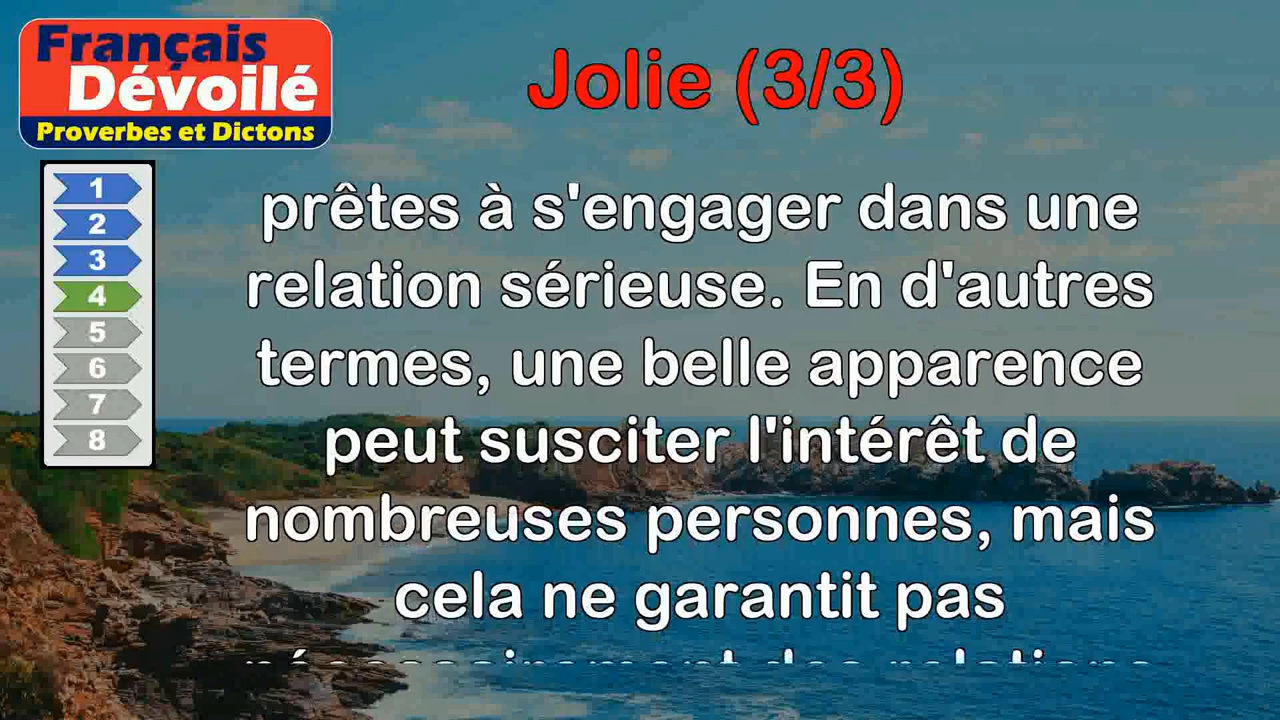 Français
Dévoilé
Proverbes et Dictons
Jolie (3/3)
1
2
3
4
5
6
7
8
prêtes à s'engager dans une
relation sérieuse. En d'autres
termes, une belle apparence
peut susciter l'intérêt de
nombreuses personnes, mais
cela ne garantit pas